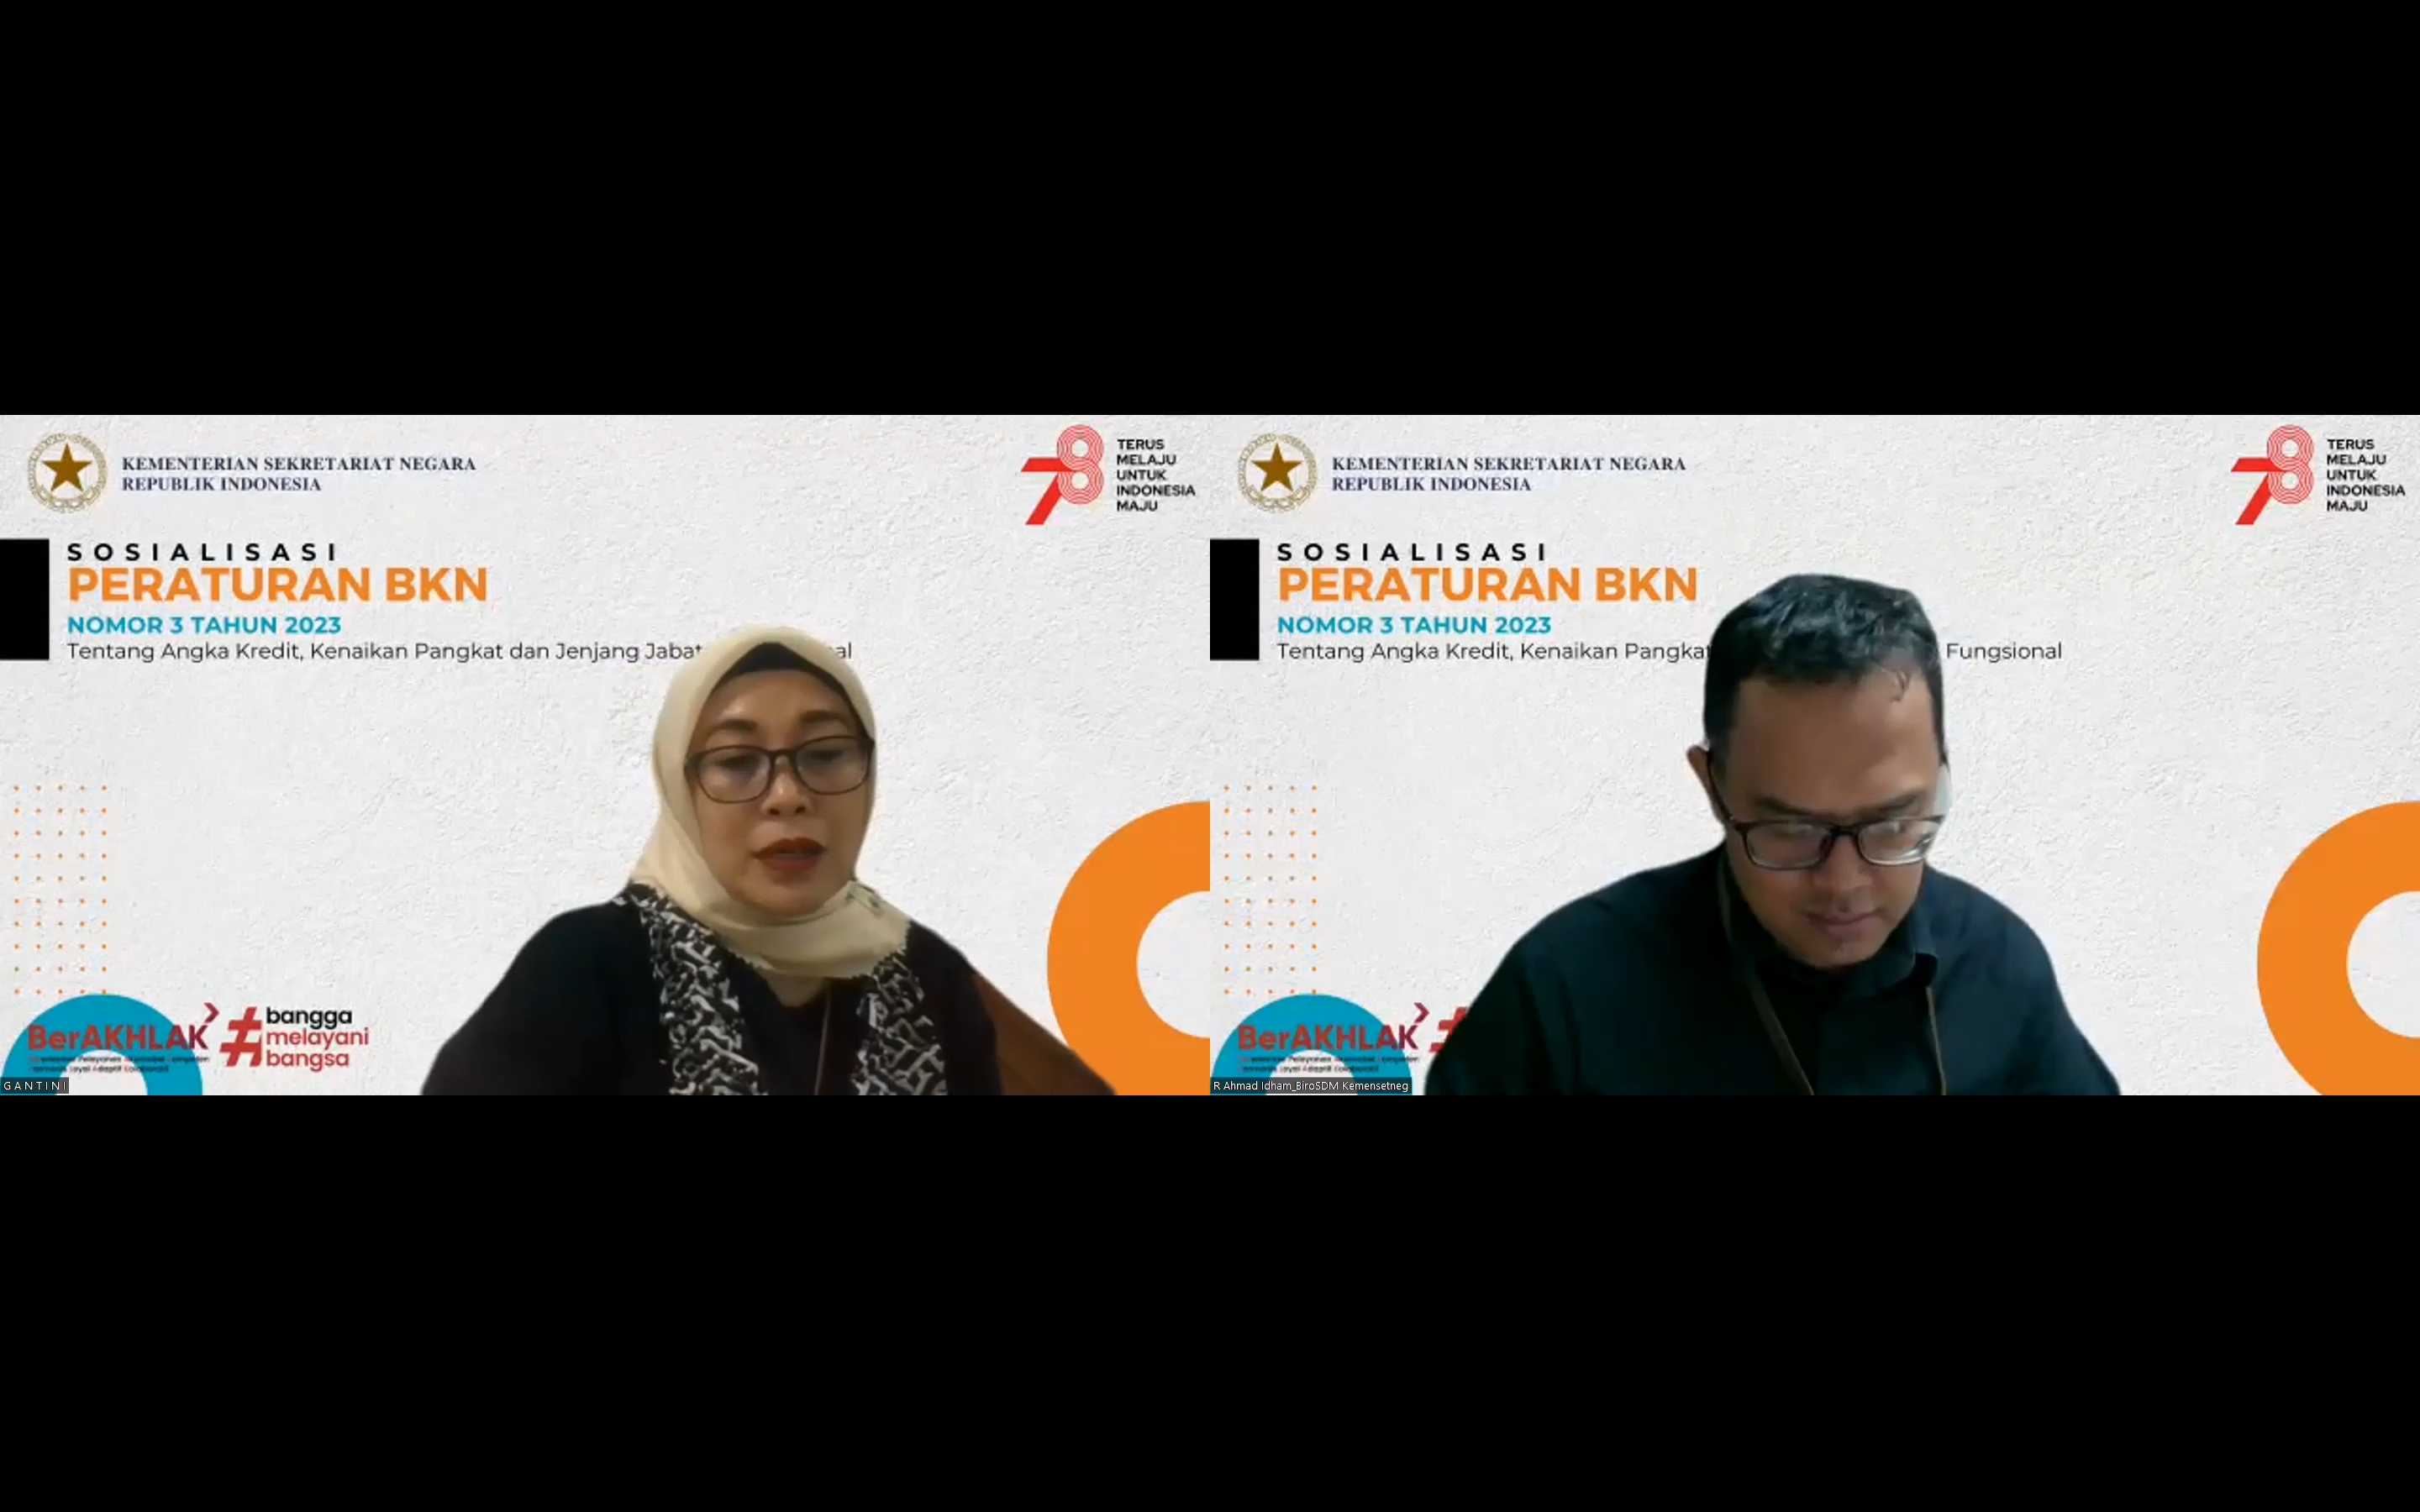 KEMENTERIAN SEKRETARIAT NEGARA
REPUBLIK INDONESIA
78
TERUS
MELAJU
UNTUK
INDONESIA
MAJU
SOSIALISASI
PERATURAN BKN
NOMOR 3 TAHUN 2023
Tentang Angka Kredit, Kenaikan Pangkat dan Jenjang Jabat al
BerAKHLAK
#bangga
melayani
bangsa
GANTINI
KEMENTERIAN SEKRETARIAT NEGARA
REPUBLIK INDONESIA
78
TERUS
MELAJU
UNTUK
INDONESIA
MAJU
SOSIALISASI
PERATURAN BKN
NOMOR 3 TAHUN 2023
Tentang Angka Kredit, Kenaikan Pangkat Fungsional
BerAKHLAK
R Ahmad Idham_BiroSDM Kemensetneg